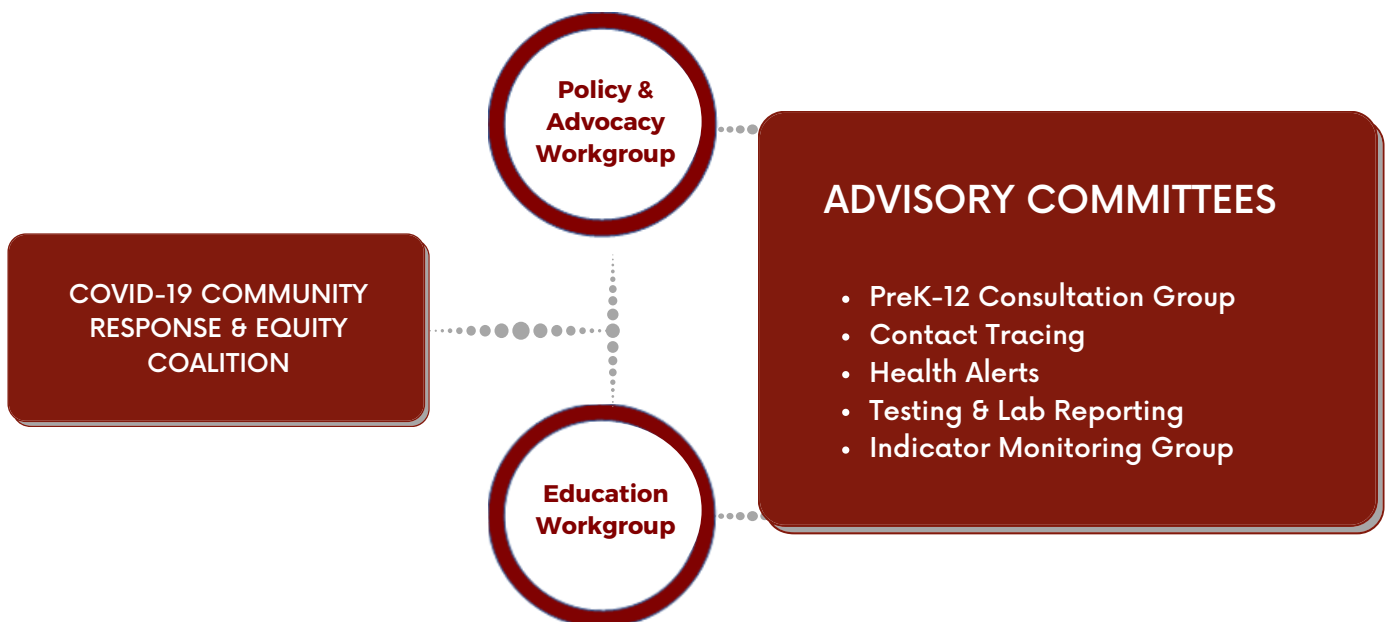 Policy &
Advocacy
Workgroup
COVID-19 COMMUNITY
RESPONSE & EQUITY
COALITION
Education
Workgroup
ADVISORY COMMITTEES
• PreK-12 Consultation Group
• Contact Tracing
• Health Alerts
• Testing & Lab Reporting
• Indicator Monitoring Group